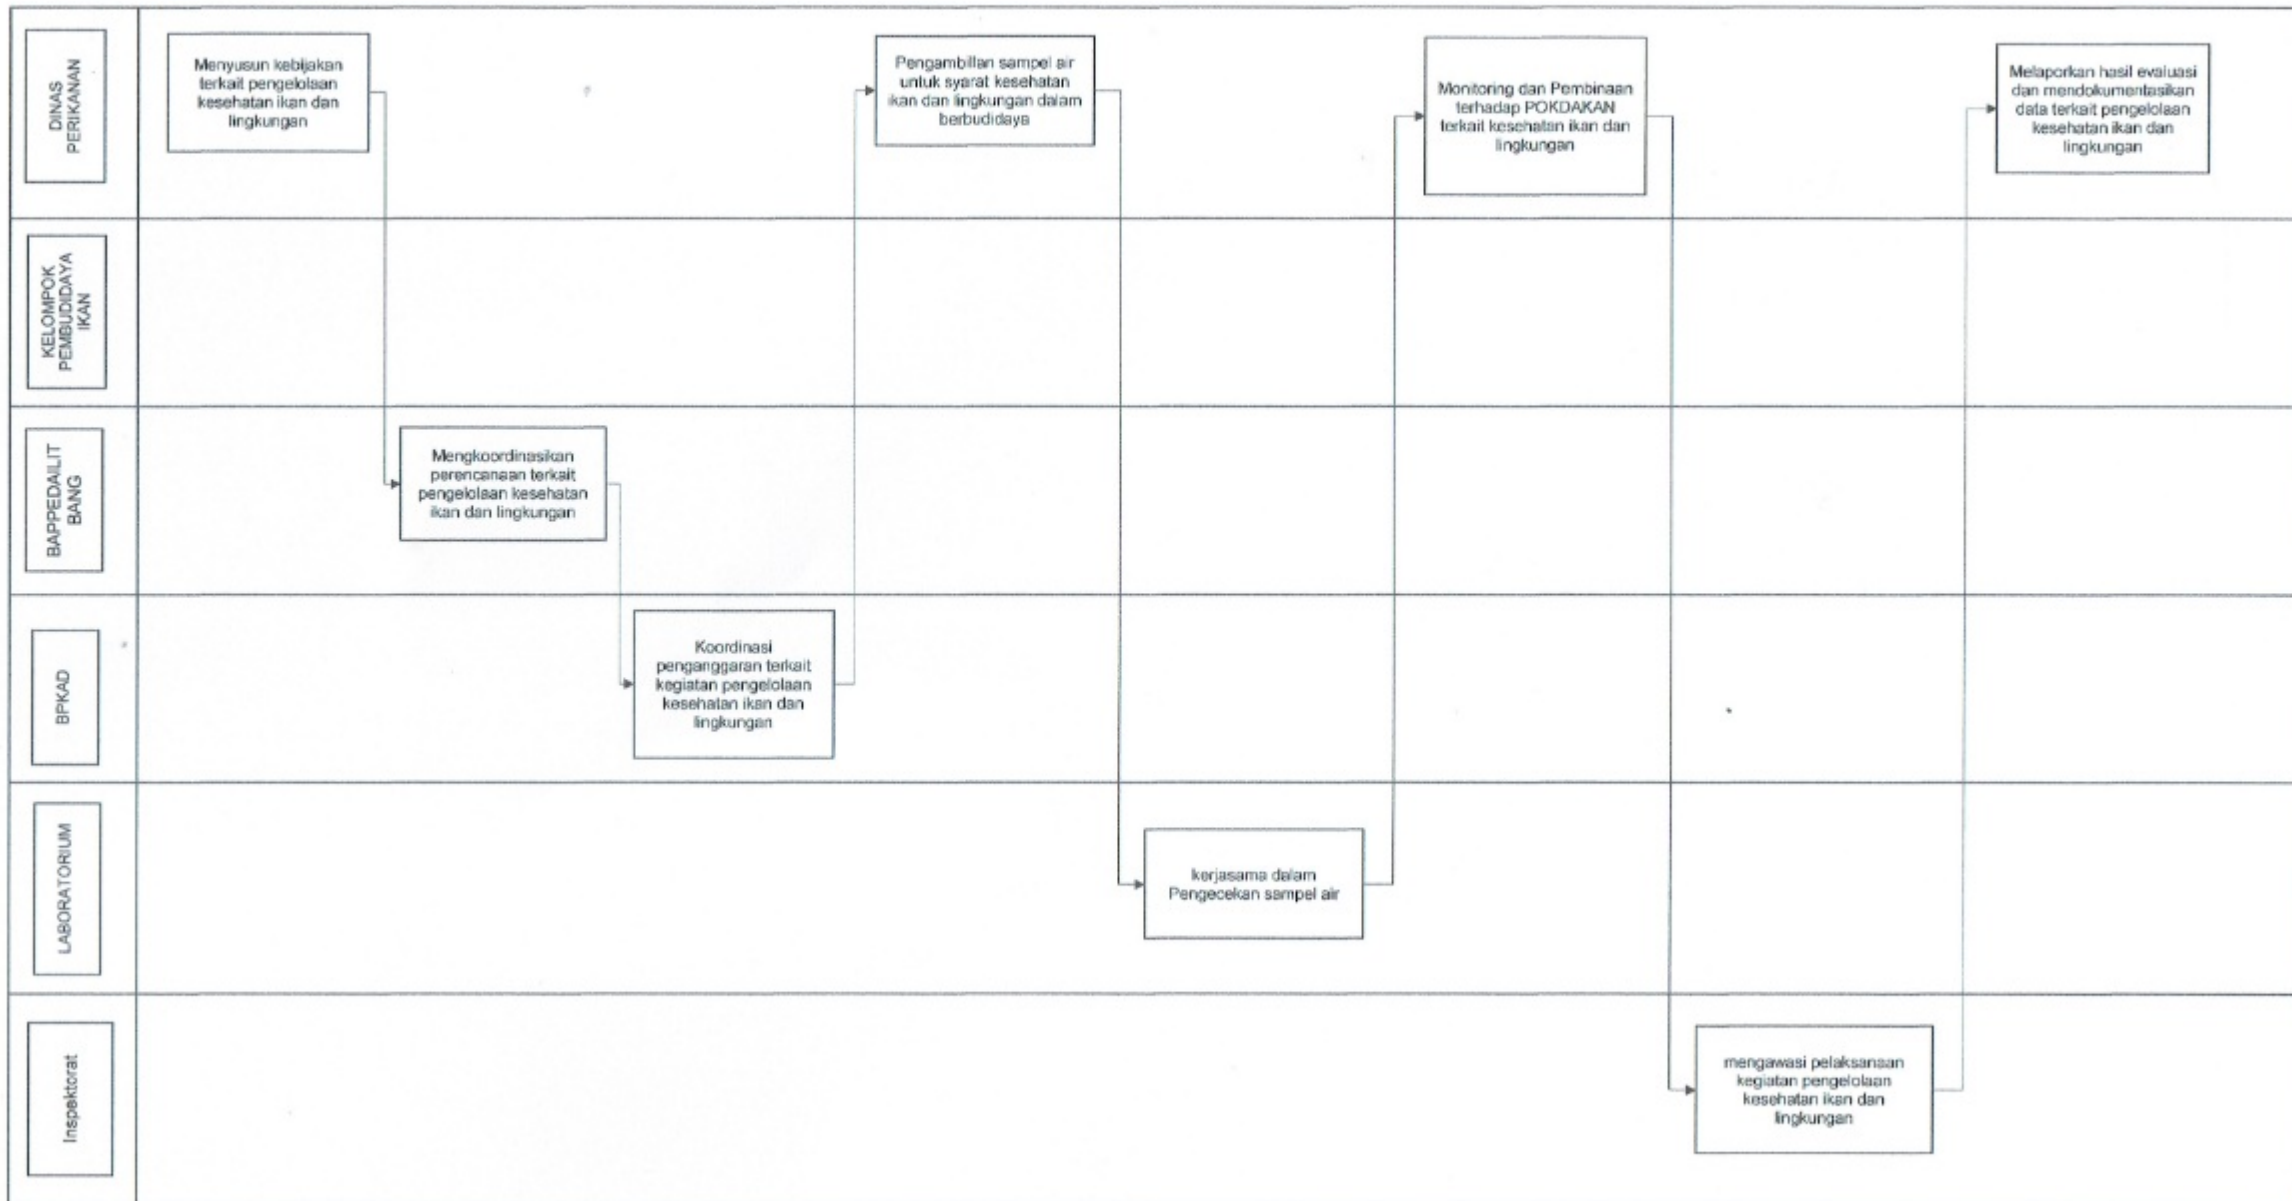 DINAS
PERIKANAN
Menyusun kebijakan
terkait pengelolaan
kesehatan ikan dan
lingkungan
Pengambillan sampel air
untuk syarat kesehatan
ikan dan lingkungan dalam
berbudidaya
Monitoring dan Pembinaan
terhadap POKDAKAN
terkait kesehatan ikan dan
lingkungan
Melaporkan hasil evaluasi
dan mendokumentasikan
data terkait pengelolaan
kesehatan ikan dan
lingkungan
KELOMPOK
PEMBUDIDAYA
IKAN
BAPPEDAILIT
BANG
Mengkoordinasikan
perencanaan terkait
pengelolaan kesehatan
ikan dan lingkungan
BPKAD
Koordinasi
penganggaran terkait
kegiatan pengelolaan
kesehatan ikan dan
lingkungan
LABORATORIUM
kerjasama dalam
Pengecekan sampel air
Inspektorat
mengawasi pelaksanaan
kegiatan pengelolaan
kesehatan ikan dan
lingkungan